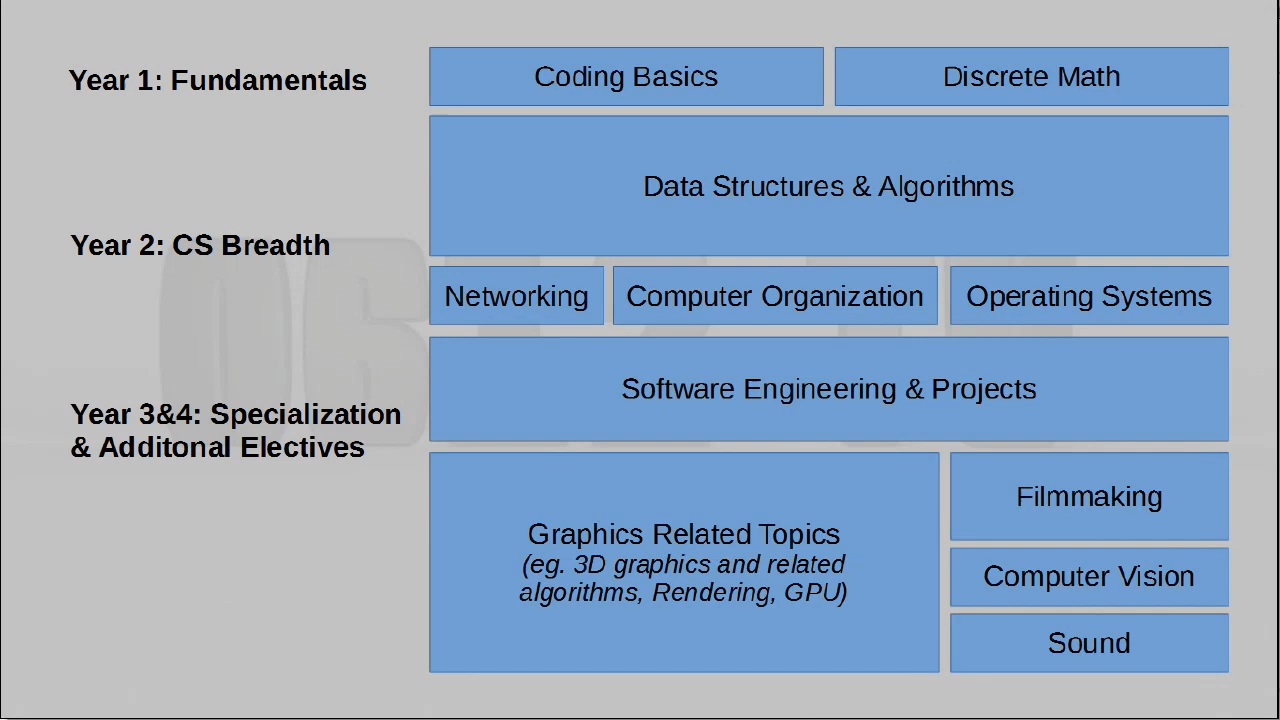 Year 1: Fundamentals
Coding Basics
Discrete Math
Data Structures & Algorithms
Year 2: CS Breadth
Networking
Computer Organization
Operating Systems
Software Engineering & Projects
Year 3&4: Specialization
& Additonal Electives
Graphics Related Topics
(eg. 3D graphics and related
algorithms, Rendering, GPU)
Filmmaking
Computer Vision
Sound